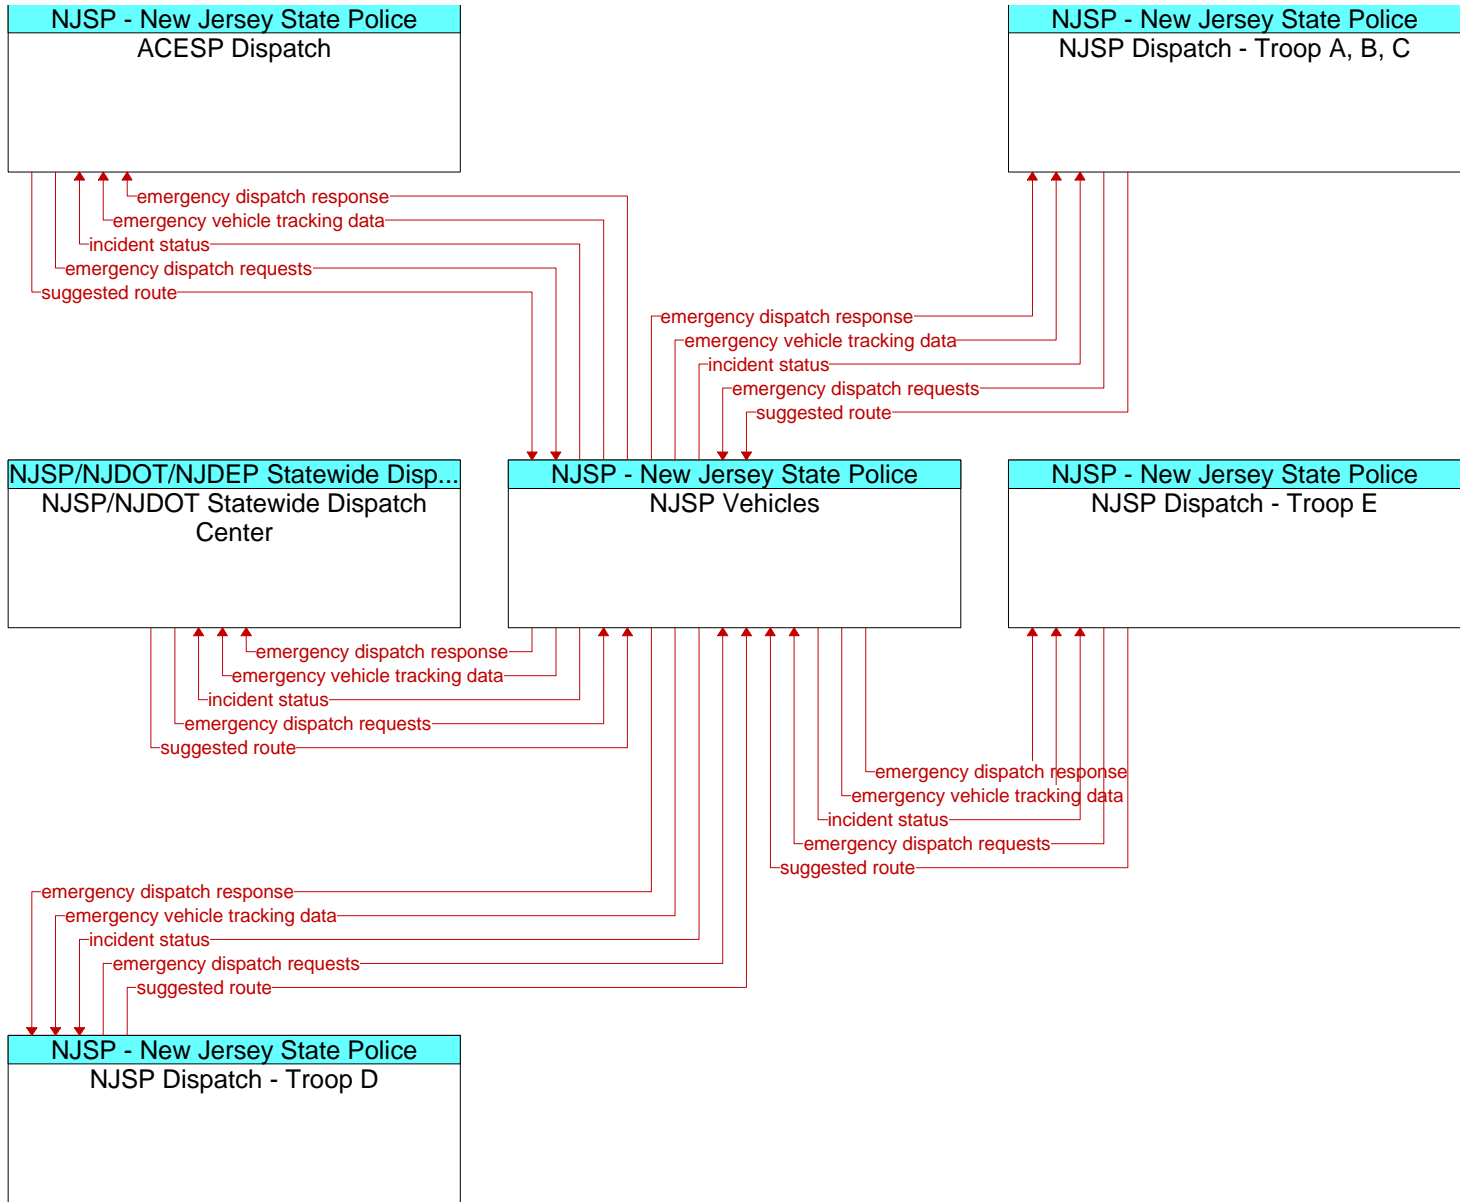 NJSP - New Jersey State Police
ACESP Dispatch
NJSP - New Jersey State Police
NJSP Dispatch - Troop A, B, C
emergency dispatch response
emergency vehicle tracking data
incident status
emergency dispatch requests
suggested route
emergency dispatch response
emergency vehicle tracking data
incident status
emergency dispatch requests
suggested route
NJSP/NJDOT/NJDEP Statewide Disp...
NJSP/NJDOT Statewide Dispatch
Center
NJSP - New Jersey State Police
NJSP Vehicles
NJSP - New Jersey State Police
NJSP Dispatch - Troop E
emergency dispatch response
emergency vehicle tracking data
incident status
emergency dispatch requests
suggested route
emergency dispatch response
emergency vehicle tracking data
incident status
emergency dispatch requests
suggested route
emergency dispatch response
emergency vehicle tracking data
incident status
emergency dispatch requests
suggested route
NJSP - New Jersey State Police
NJSP Dispatch - Troop D